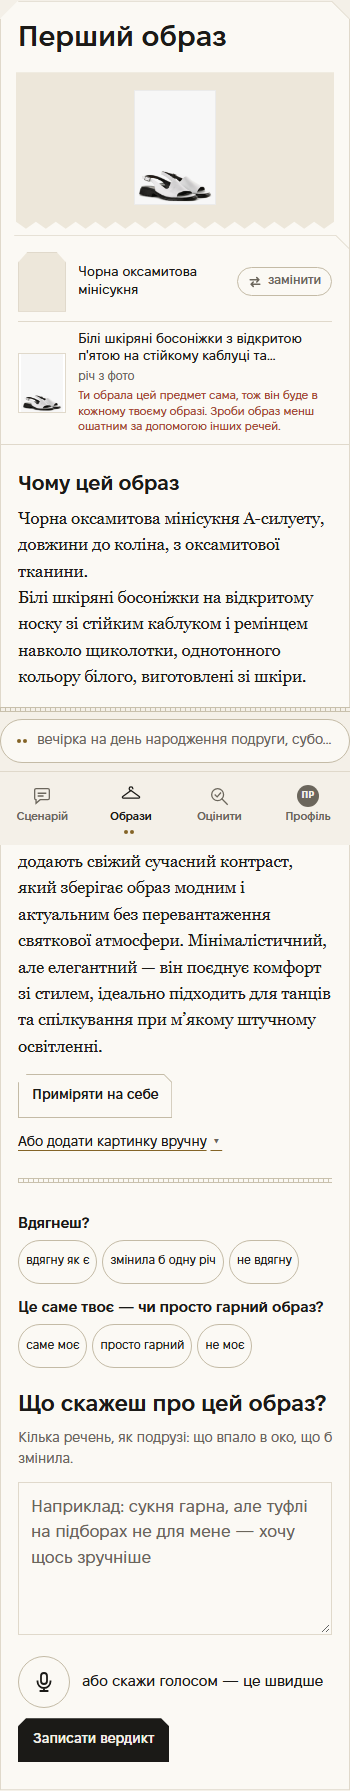 Перший образ
Чорна оксамитова
мінісукня
замінити
Білі шкіряні босоніжки з відкритою
п'ятою на стійкому каблуці та...
річ з фото
Ти обрала цей предмет сама, тож він буде в
кожному твоєму образі. Зроби образ менш
ошатним за допомогою інших речей.
Чому цей образ
Чорна оксамитова мінісукня А-силуету,
довжини до коліна, з оксамитової
тканини.
Білі шкіряні босоніжки на відкритому
носку зі стійким каблуком і ремінцем
навколо щиколотки, однотонного
кольору білого, виготовлені зі шкіри.
вечірка на день народження подруги, субо...
Сценарій
Образи
Оцінити
ПР
Профіль
додають свіжий сучасний контраст,
який зберігає образ модним і
актуальним без перевантаження
святкової атмосфери. Мінімалістичний,
але елегантний — він поєднує комфорт
зі стилем, ідеально підходить для танців
та спілкування при м’якому штучному
освітленні.
Приміряти на себе
Або додати картинку вручну
Вдягнеш?
вдягну як є
змінила б одну річ
не вдягну
Це саме твоє — чи просто гарний образ?
саме моє
просто гарний
не моє
Що скажеш про цей образ?
Кілька речень, як подрузі: що впало в око, що б
змінила.
Наприклад: сукня гарна, але туфлі
на підборах не для мене — хочу
щось зручніше
або скажи голосом — це швидше
Записати вердикт